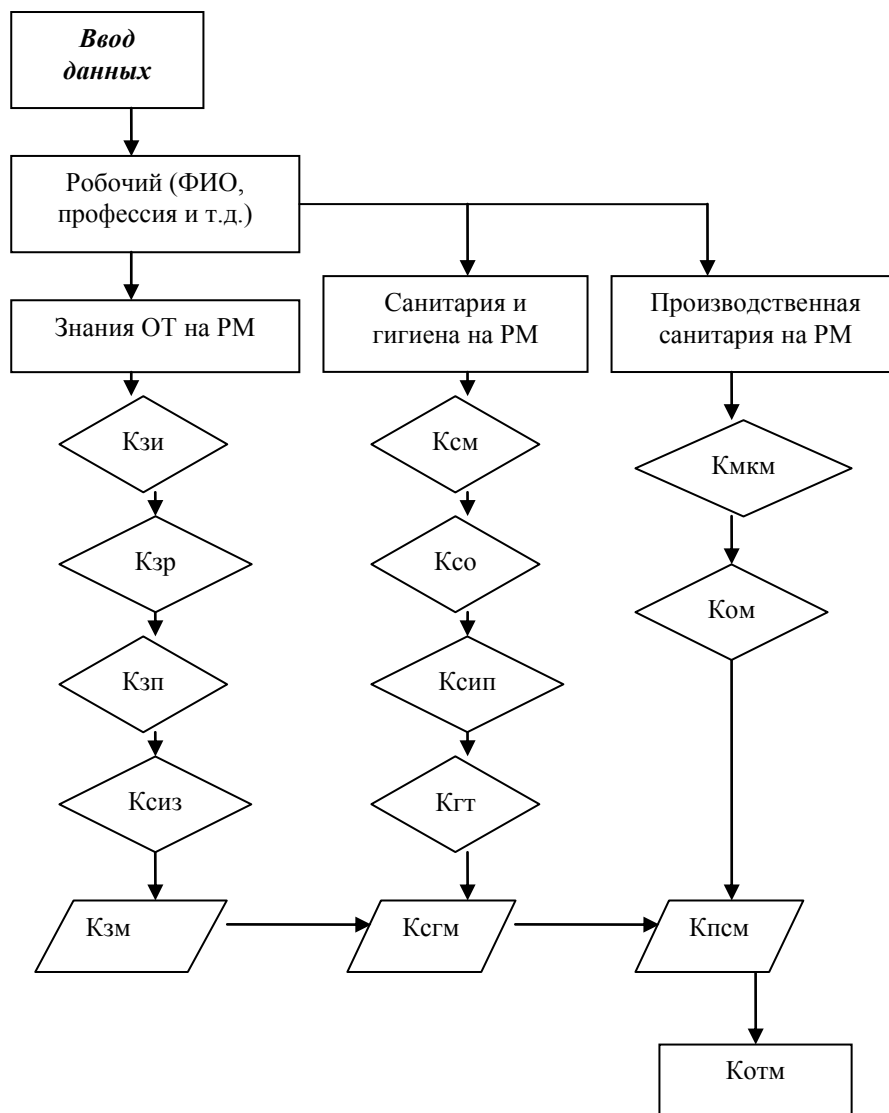 Ввод
данных
Робочий (ФИО,
профессия и т.д.)
Знания ОТ на РМ
Санитария и
гигиена на РМ
Производственная
санитария на РМ
Кзи
Ксм
Кмкм
Кзр
Ксо
Ком
Кзп
Ксип
Ксиз
Кгт
Кзм
Ксгм
Кпсм
Котм